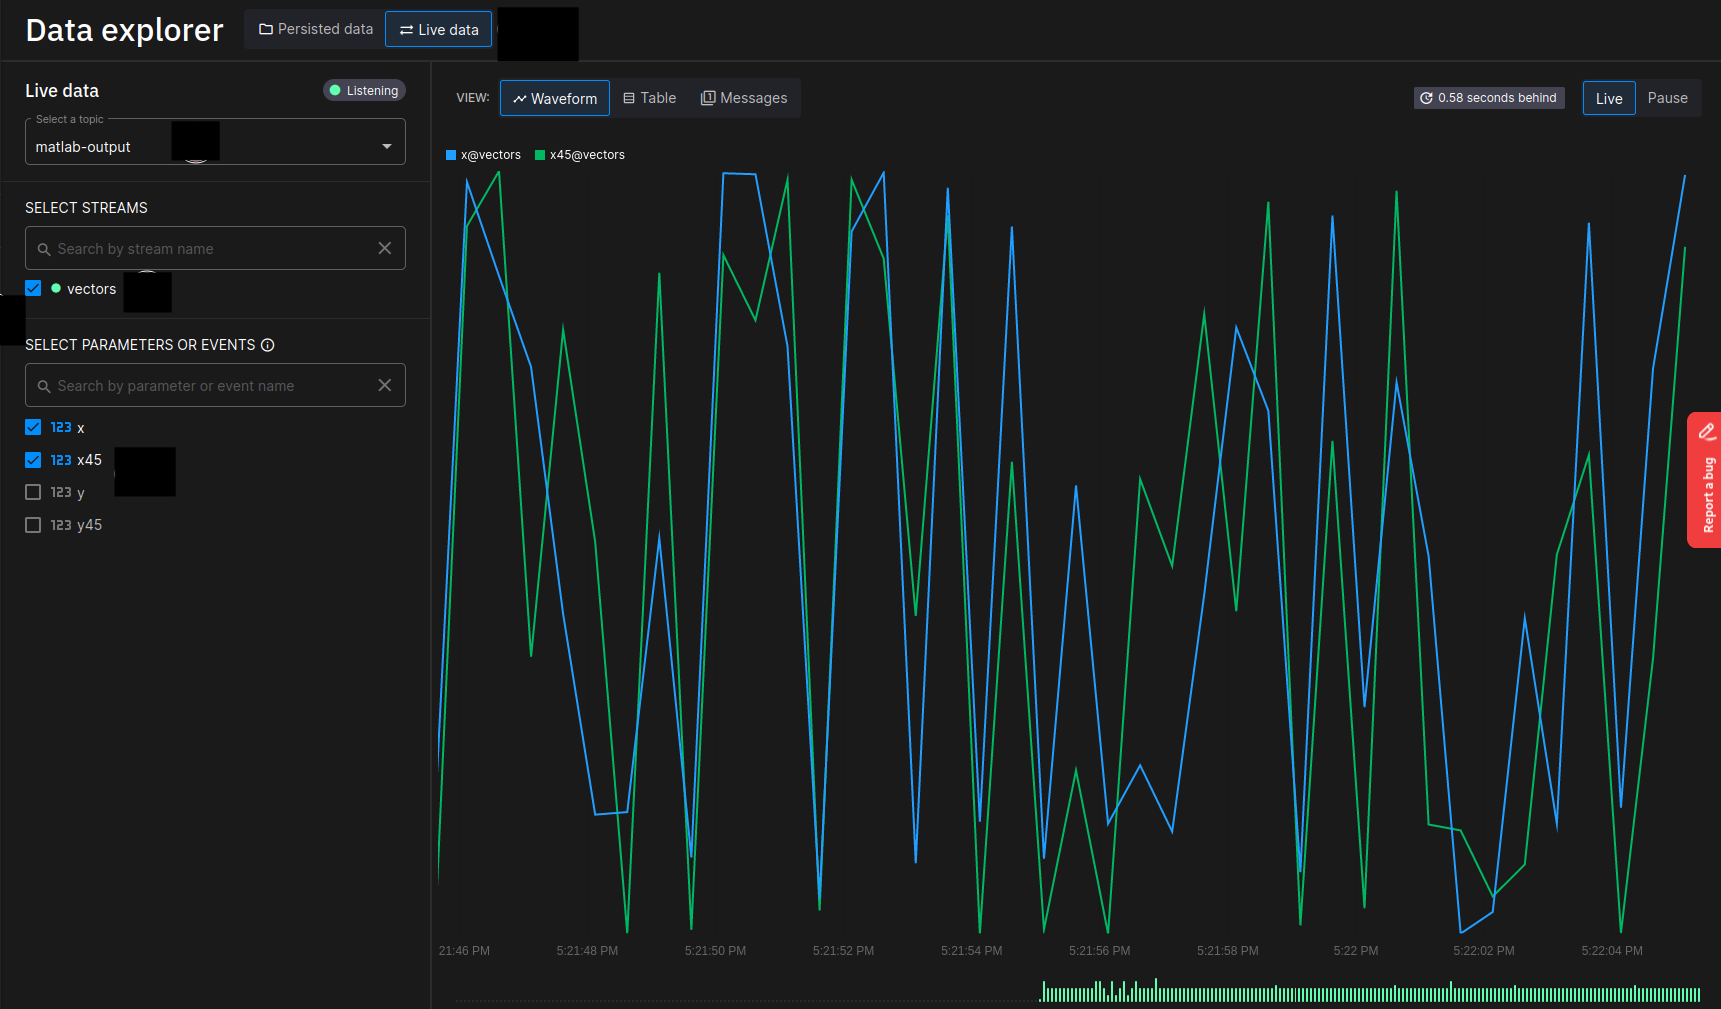 Data explorer
Persisted data
Live data
Live data
Listening
Select a topic
matlab-output
SELECT STREAMS
Search by stream name
vectors
SELECT PARAMETERS OR EVENTS
Search by parameter or event name
123 x
123 x45
123 y
123 y45
VIEW:
Waveform
Table
Messages
0.58 seconds behind
Live
Pause
x@vectors
x45@vectors
21:46 PM
5:21:48 PM
5:21:50 PM
5:21:52 PM
5:21:54 PM
5:21:56 PM
5:21:58 PM
5:22 PM
5:22:02 PM
5:22:04 PM
Report a bug